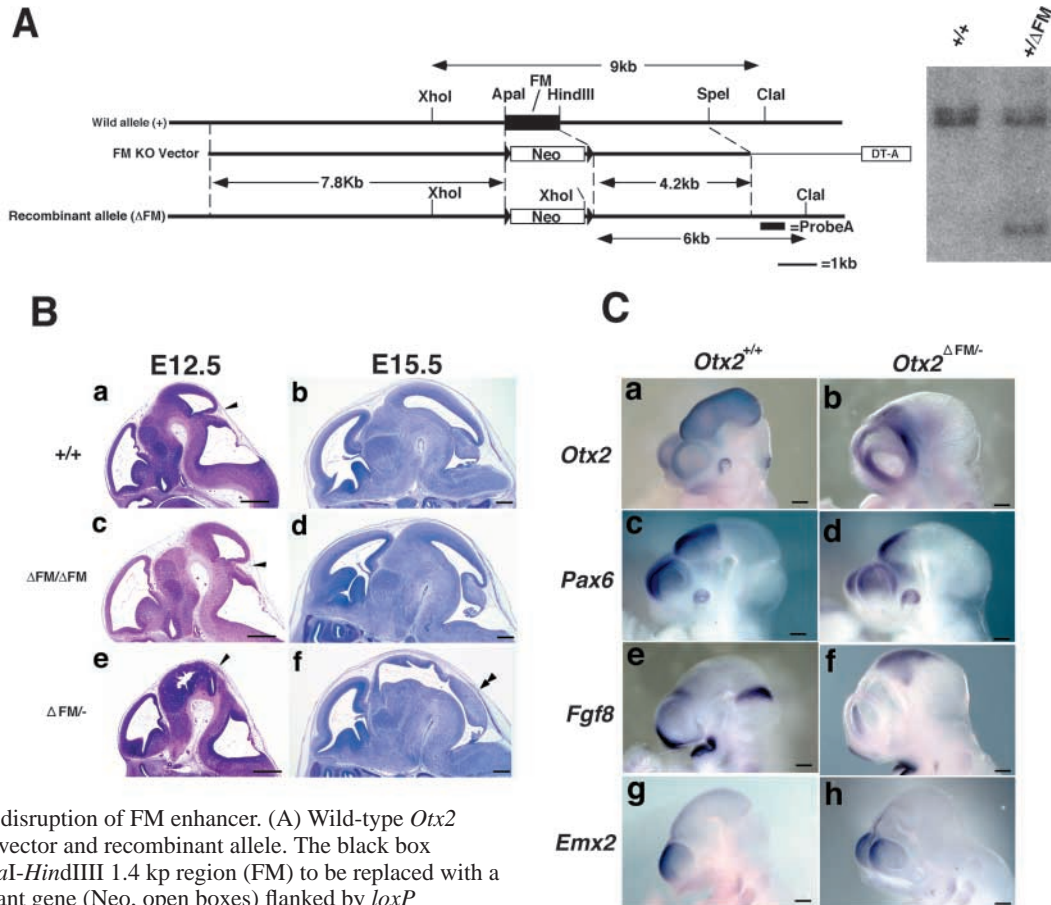 A
+/+
+/ΔFM
9kb
FM
XhoI
ApaI
HindIII
SpeI
ClaI
Wild allele (+)
FM KO Vector
Neo
DT-A
7.8Kb
4.2kb
XhoI
XhoI
ClaI
Recombinant allele (ΔFM)
Neo
=ProbeA
6kb
=1kb
B
E12.5
E15.5
a
b
+/+
c
d
ΔFM/ΔFM
e
f
ΔFM/-
C
Otx2+/+
Otx2ΔFM/-
a
b
Otx2
c
d
Pax6
e
f
Fgf8
g
h
Emx2
disruption of FM enhancer. (A) Wild-type Otx2
vector and recombinant allele. The black box
aI-HindIIII 1.4 kp region (FM) to be replaced with a
ant gene (Neo, open boxes) flanked by loxP